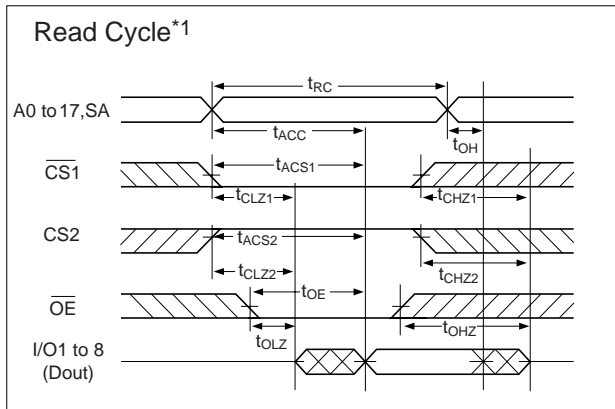 Read Cycle*1
tRC
A0 to 17,SA
tACC
tOH
CS1
tACS1
tCLZ1
tCHZ1
CS2
tACS2
tCLZ2
tCHZ2
tOE
OE
tOLZ
tOHZ
I/O1 to 8
(Dout)